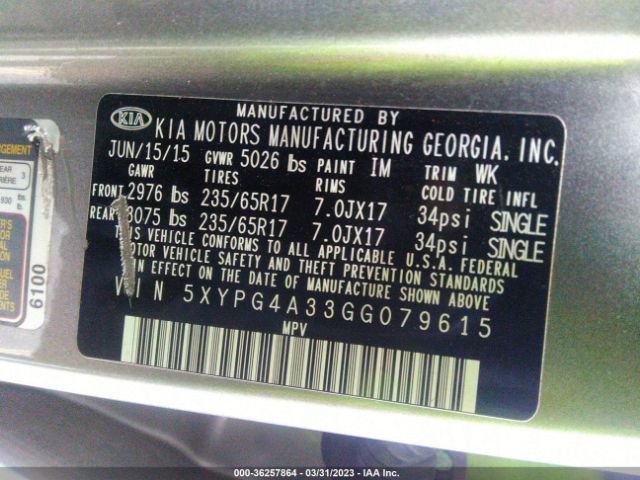 MANUFACTURED BY
KIA KIA MOTORS MANUFACTURING GEORGIA. INC.
JUN/15/15 GVWR 5026 lbs PAINT IM TRIM WK
GAWR TIRES RIMS COLD TIRE INFL
FRONT 2976 lbs 235/65R17 7.0JX17 34psi SINGLE
REAR 3075 lbs 235/65R17 7.0JX17 34psi SINGLE
THIS VEHICLE CONFORMS TO ALL APPLICABLE U.S.A. FEDERAL
MOTOR VEHICLE SAFETY AND THEFT PREVENTION STANDARDS
IN EFFECT ON THE DATE OF MANUFACTURE SHOWN ABOVE.
VIN 5XYPG4A33GG079615
MPV
6100
000-36257864 - 03/31/2023 - IAA Inc.